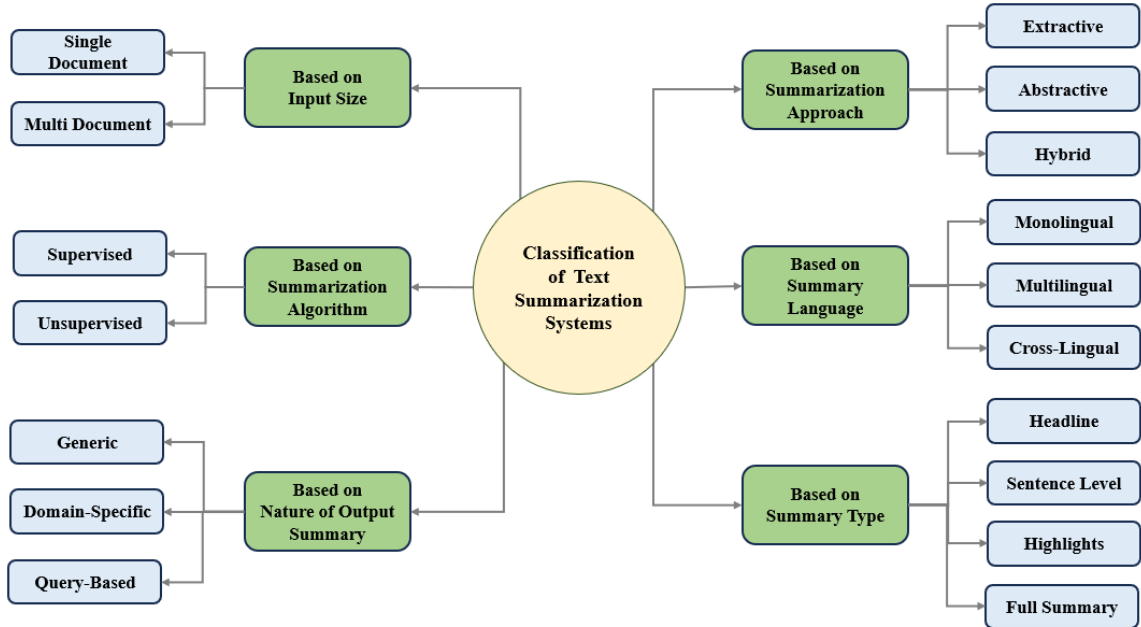 Single
Document
Multi Document
Based on
Input Size
Supervised
Unsupervised
Based on
Summarization
Algorithm
Generic
Domain-Specific
Query-Based
Based on
Nature of Output
Summary
Classification
of Text
Summarization
Systems
Based on
Summarization
Approach
Extractive
Abstractive
Hybrid
Based on
Summary
Language
Monolingual
Multilingual
Cross-Lingual
Based on
Summary Type
Headline
Sentence Level
Highlights
Full Summary